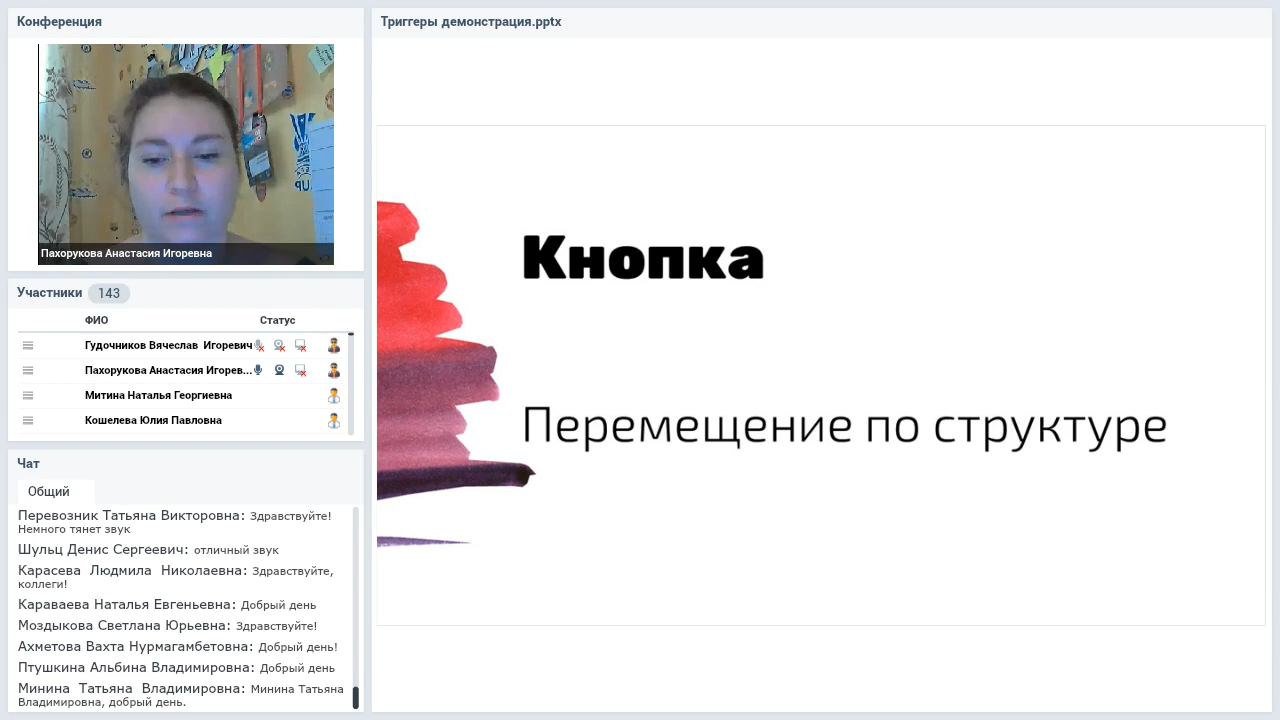 Конференция
Пахорукова Анастасия Игоревна
Участники 143
ФИО Статус
Гудочников Вячеслав Игоревич
Пахорукова Анастасия Игорев...
Митина Наталья Георгиевна
Кошелева Юлия Павловна
Чат
Общий
Перевозник Татьяна Викторовна: Здравствуйте!
Немного тянет звук
Шульц Денис Сергеевич: отличный звук
Карасева Людмила Николаевна: Здравствуйте,
коллеги!
Караваева Наталья Евгеньевна: Добрый день
Моздыкова Светлана Юрьевна: Здравствуйте!
Ахметова Вахта Нурмагамбетовна: Добрый день!
Птушкина Альбина Владимировна: Добрый день
Минина Татьяна Владимировна: Минина Татьяна
Владимировна, добрый день.
Триггеры демонстрация.pptx
Кнопка
Перемещение по структуре